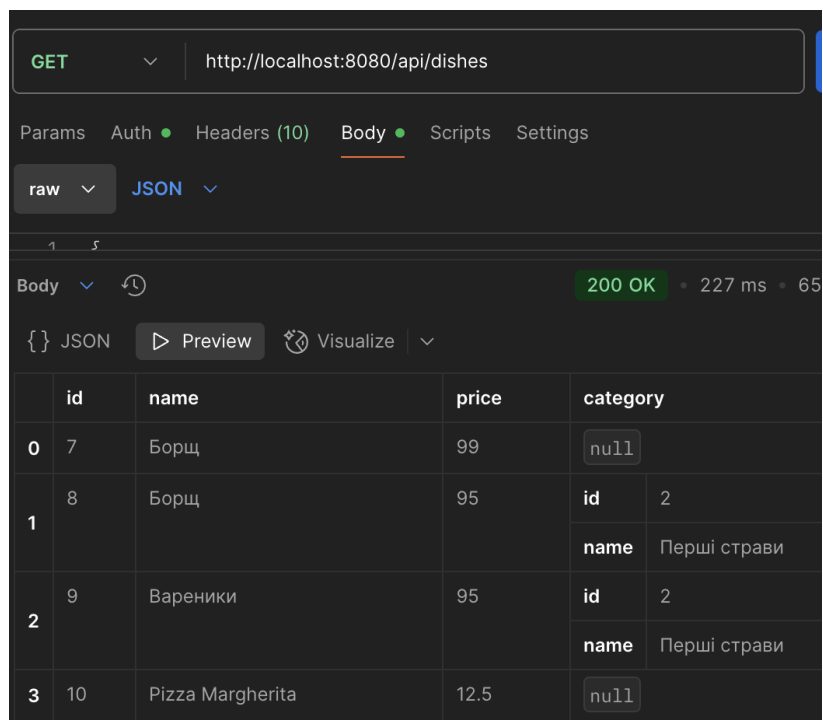 GET http://localhost:8080/api/dishes
Params Auth Headers (10) Body Scripts Settings
raw JSON
Body 200 OK • 227 ms • 65
{} JSON Preview Visualize
id name price category
0 7 Борщ 99 null
1 8 Борщ 95 id 2
name Перші страви
2 9 Вареники 95 id 2
name Перші страви
3 10 Pizza Margherita 12.5 null